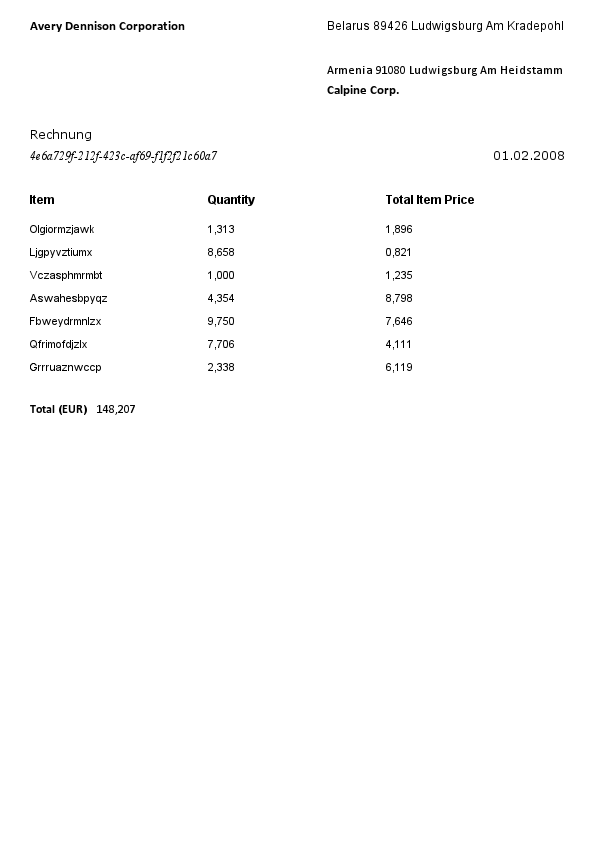 Avery Dennison Corporation Belarus 89426 Ludwigsburg Am Kradepohl
Armenia 91080 Ludwigsburg Am Heidstamm
Calpine Corp.
Rechnung
4e6a729f-212f-423c-af69-f1f2f21c60a7 01.02.2008
Item Quantity Total Item Price
Olgiormzjawk 1,313 1,896
Ljgpyvztiumx 8,658 0,821
Vczasphmrmbt 1,000 1,235
Aswahesbpyqz 4,354 8,798
Fbweydrmnlzx 9,750 7,646
Qfrimofdjzlx 7,706 4,111
Grrruaznwccp 2,338 6,119
Total (EUR) 148,207